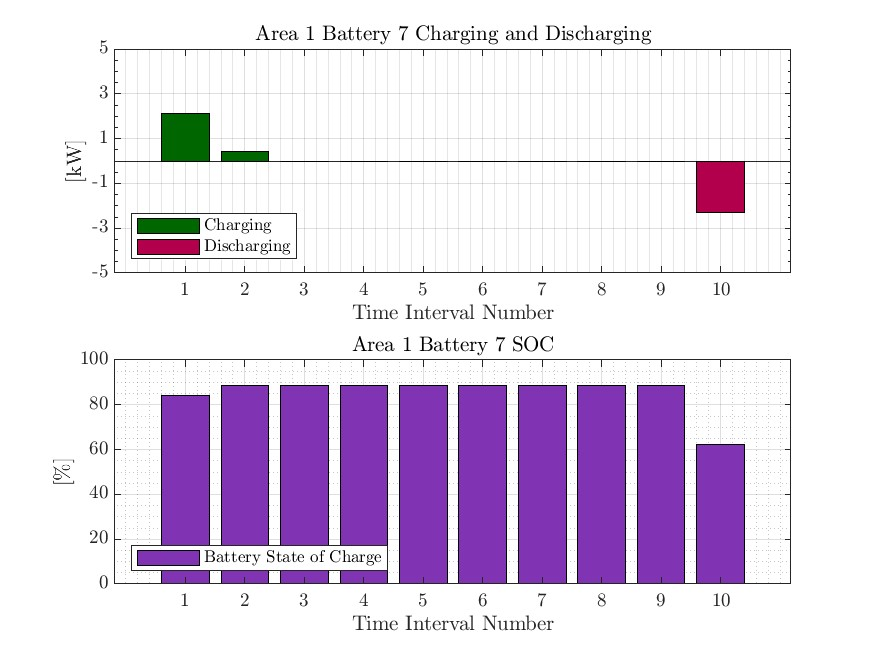 Area 1 Battery 7 Charging and Discharging
5
3
1
-1
-3
-5
[kW]
Charging
Discharging
1 2 3 4 5 6 7 8 9 10
Time Interval Number
Area 1 Battery 7 SOC
100
80
60
40
20
0
[%]
Battery State of Charge
1 2 3 4 5 6 7 8 9 10
Time Interval Number